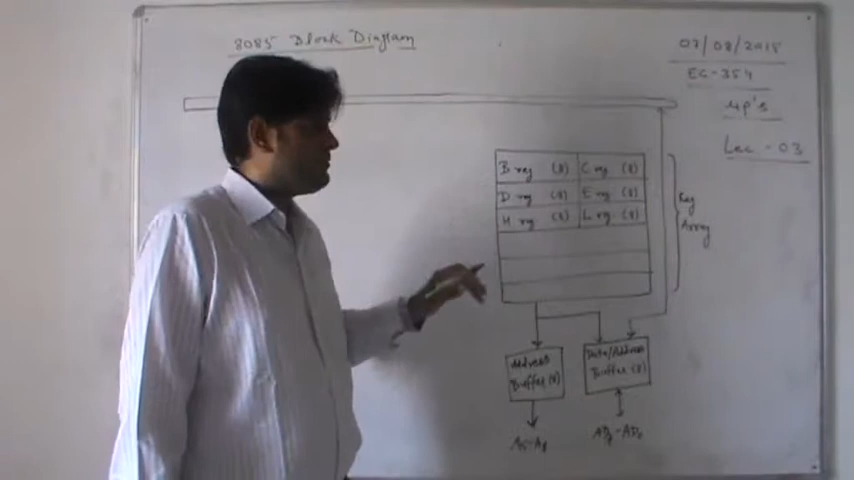 8085 Block Diagram
03/08/2015
EC-354
μp's
Lec-03
B reg (8) C reg (8)
D reg (8) E reg (8)
H reg (8) L reg (8)
Reg
Array
Address
Buffer (8)
Data/Address
Buffer (8)
A15-A8
AD7-AD0